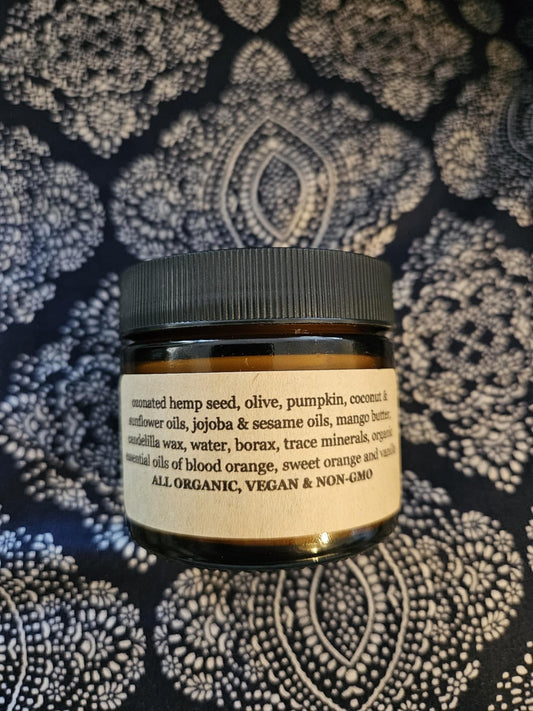 ozonated hemp seed, olive, pumpkin, coconut &
sunflower oils, jojoba & sesame oils, mango butter,
candelilla wax, water, borax, trace minerals, organic
essential oils of blood orange, sweet orange and vanilla
ALL ORGANIC, VEGAN & NON-GMO